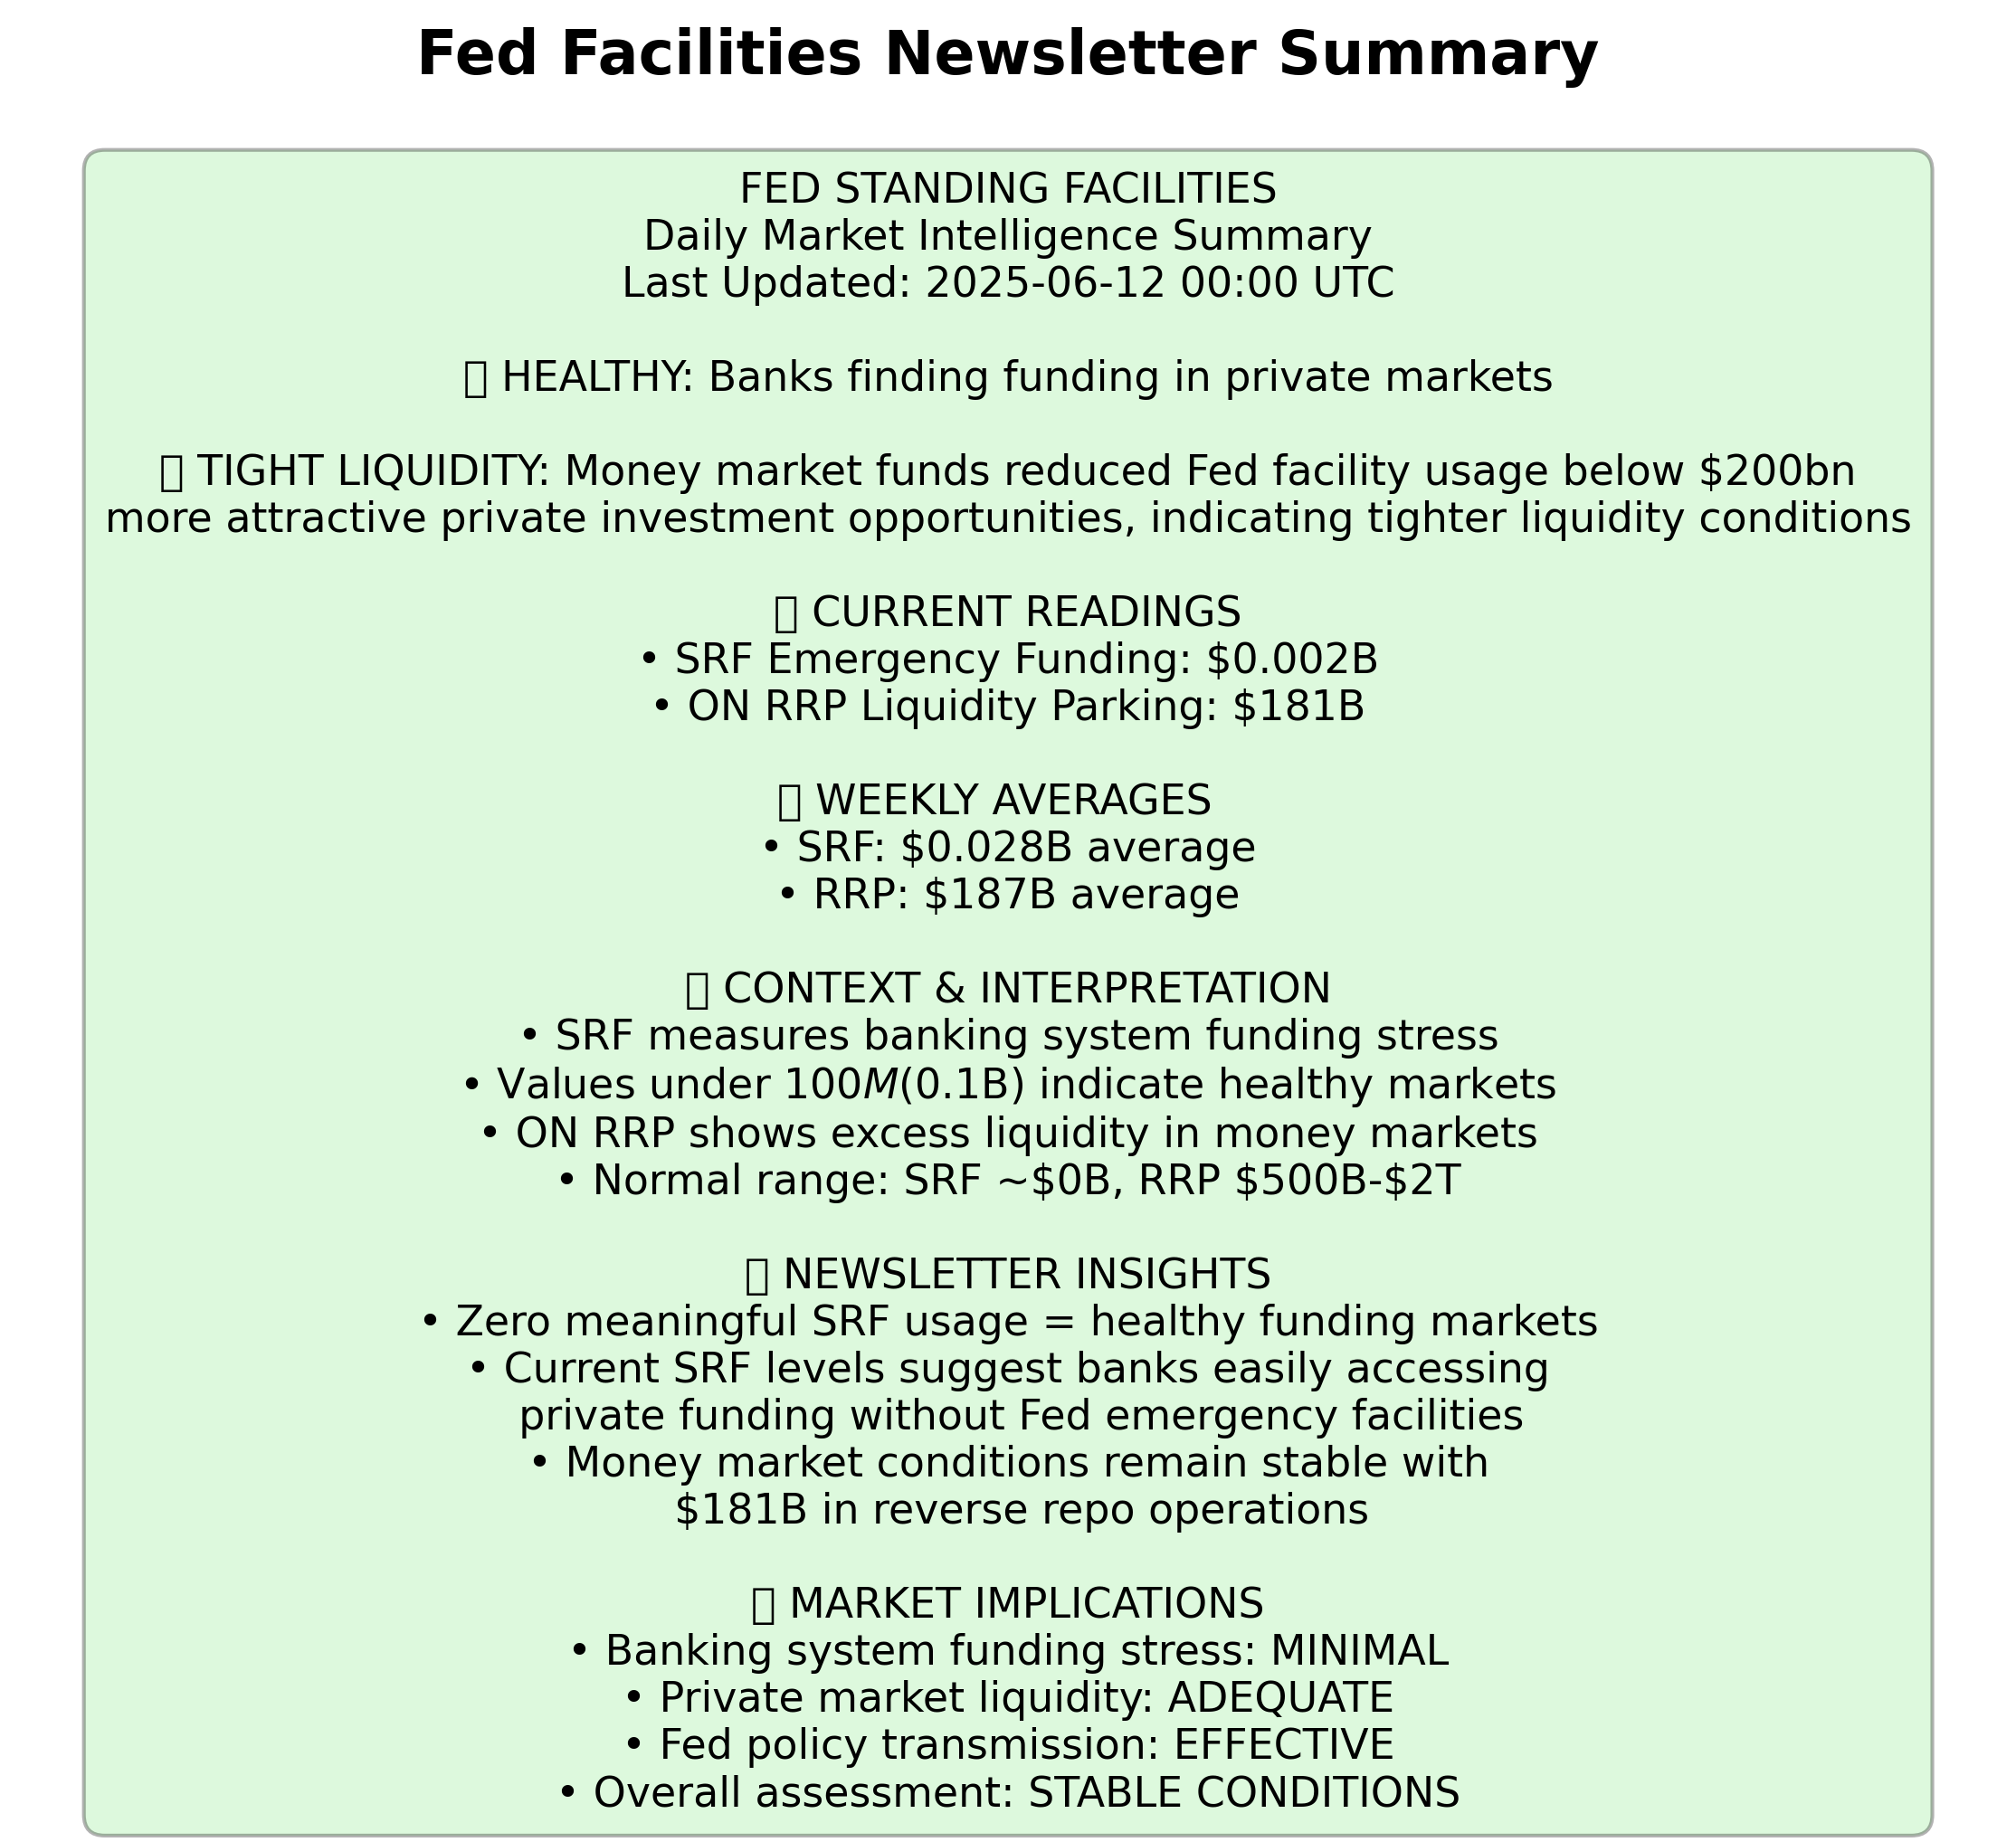 Fed Facilities Newsletter Summary
FED STANDING FACILITIES
Daily Market Intelligence Summary
Last Updated: 2025-06-12 00:00 UTC
▯ HEALTHY: Banks finding funding in private markets
▯ TIGHT LIQUIDITY: Money market funds reduced Fed facility usage below $200bn
more attractive private investment opportunities, indicating tighter liquidity conditions
▯ CURRENT READINGS
• SRF Emergency Funding: $0.002B
• ON RRP Liquidity Parking: $181B
▯ WEEKLY AVERAGES
• SRF: $0.028B average
• RRP: $187B average
▯ CONTEXT & INTERPRETATION
• SRF measures banking system funding stress
• Values under 100M(0.1B) indicate healthy markets
• ON RRP shows excess liquidity in money markets
• Normal range: SRF ~$0B, RRP $500B-$2T
▯ NEWSLETTER INSIGHTS
• Zero meaningful SRF usage = healthy funding markets
• Current SRF levels suggest banks easily accessing
private funding without Fed emergency facilities
• Money market conditions remain stable with
$181B in reverse repo operations
▯ MARKET IMPLICATIONS
• Banking system funding stress: MINIMAL
• Private market liquidity: ADEQUATE
• Fed policy transmission: EFFECTIVE
• Overall assessment: STABLE CONDITIONS